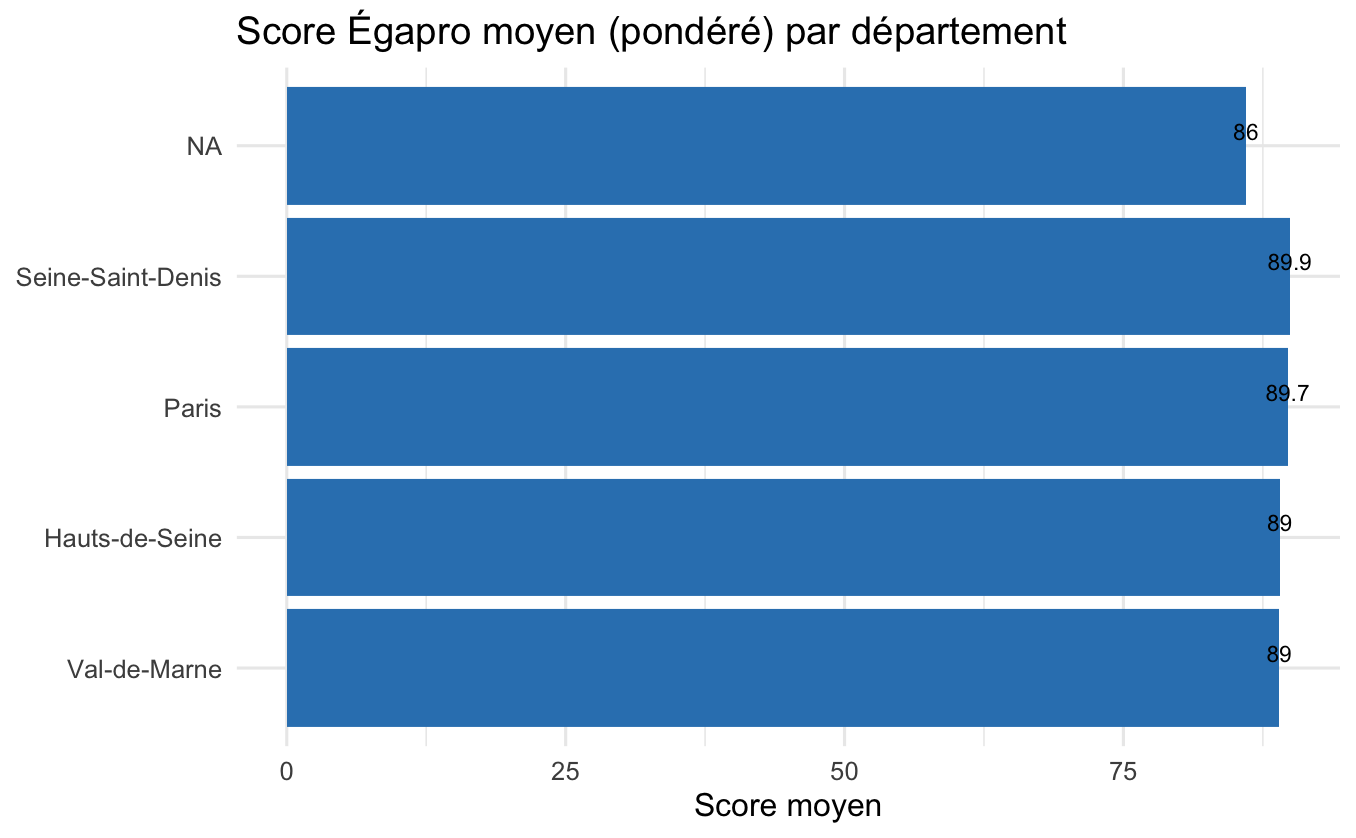 Score Égapro moyen (pondéré) par département
NA
86
Seine-Saint-Denis
89.9
Paris
89.7
Hauts-de-Seine
89
Val-de-Marne
89
0 25 50 75
Score moyen